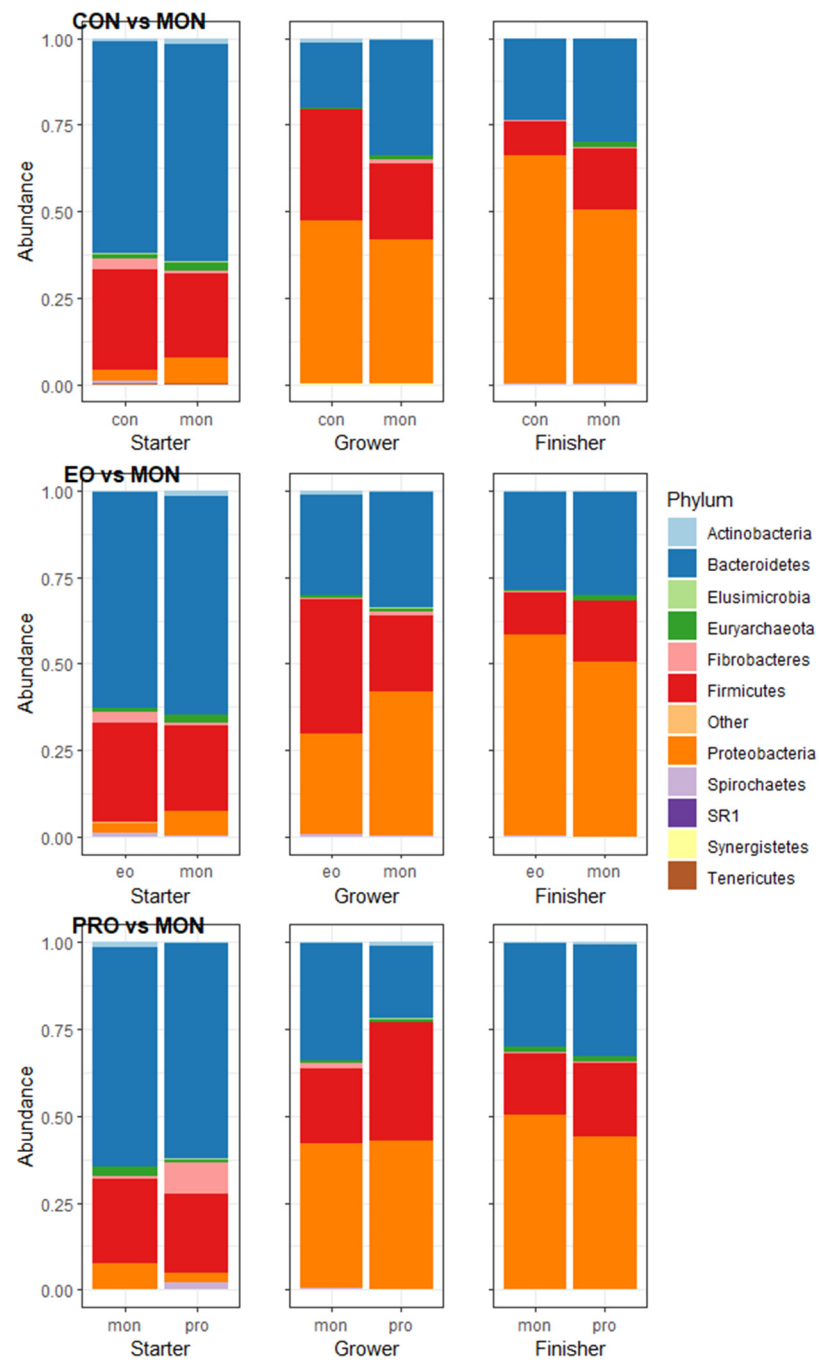 CON vs MON
1.00
0.75
0.50
0.25
0.00
Abundance
con mon
Starter
con mon
Grower
con mon
Finisher
EO vs MON
1.00
0.75
0.50
0.25
0.00
Abundance
eo mon
Starter
eo mon
Grower
eo mon
Finisher
Phylum
Actinobacteria
Bacteroidetes
Elusimicrobia
Euryarchaeota
Fibrobacteres
Firmicutes
Other
Proteobacteria
Spirochaetes
SR1
Synergistetes
Tenericutes
PRO vs MON
1.00
0.75
0.50
0.25
0.00
Abundance
mon pro
Starter
mon pro
Grower
mon pro
Finisher